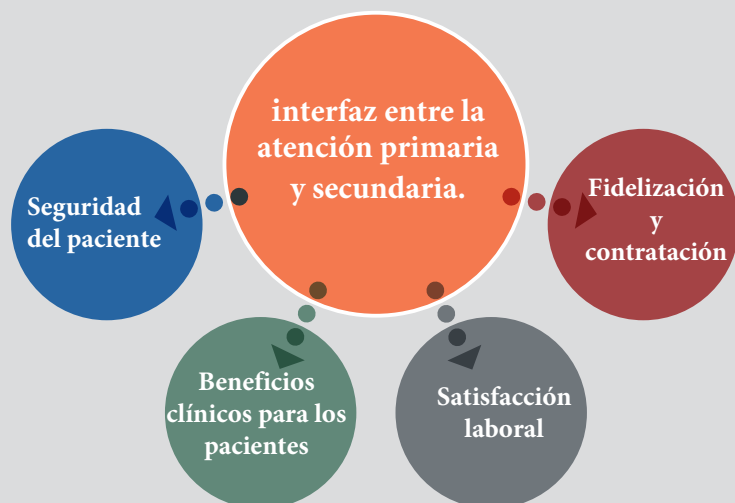 interfaz entre la
atención primaria
y secundaria.
Seguridad
del paciente
Fidelización
y
contratación
Beneficios
clínicos para los
pacientes
Satisfacción
laboral